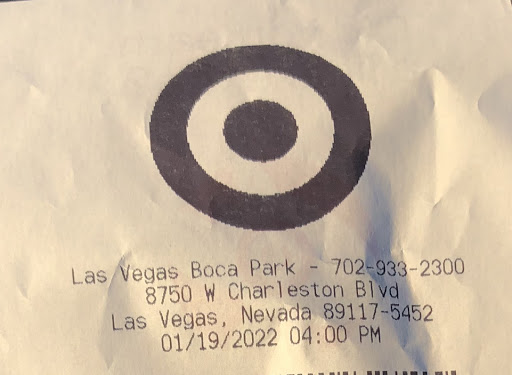 Las Vegas Boca Park - 702-933-2300
8750 W Charleston Blvd
Las Vegas, Nevada 89117-5452
01/19/2022 04:00 PM